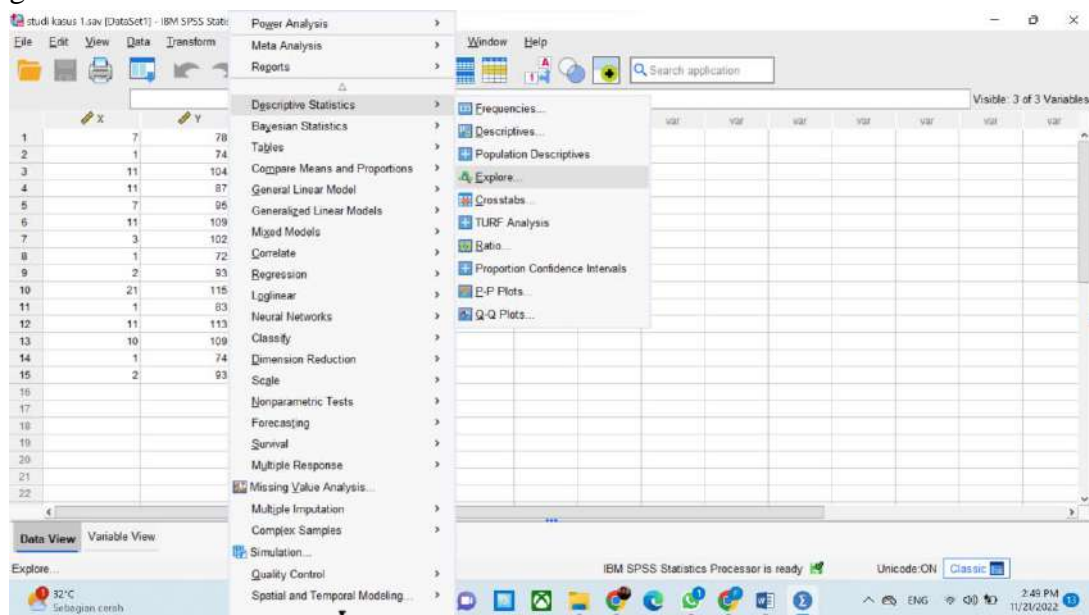 studi kasus 1.sav [DataSet1] - IBM SPSS Statis
File Edit View Data Transform Window Help
Search application
Visible: 3 of 3 Variables
X Y var var var var var var var
1 7 78
2 1 74
3 11 104
4 11 87
5 7 95
6 11 109
7 3 102
8 1 72
9 2 93
10 21 115
11 1 83
12 11 113
13 10 109
14 1 74
15 2 93
16
17
18
19
20
21
22
Power Analysis
Meta Analysis
Reports
Descriptive Statistics
Bayesian Statistics
Tables
Compare Means and Proportions
General Linear Model
Generalized Linear Models
Mixed Models
Correlate
Regression
Loglinear
Neural Networks
Classify
Dimension Reduction
Scale
Nonparametric Tests
Forecasting
Survival
Multiple Response
Missing Value Analysis...
Multiple Imputation
Complex Samples
Simulation...
Quality Control
Spatial and Temporal Modeling...
Frequencies...
Descriptives...
Population Descriptives
Explore...
Crosstabs...
TURF Analysis
Ratio...
Proportion Confidence Intervals
P-P Plots...
Q-Q Plots...
Data View Variable View
Explore... IBM SPSS Statistics Processor is ready Unicode:ON Classic
32°C
Sebagian cerah
ENG
2:49 PM
11/21/2022
13